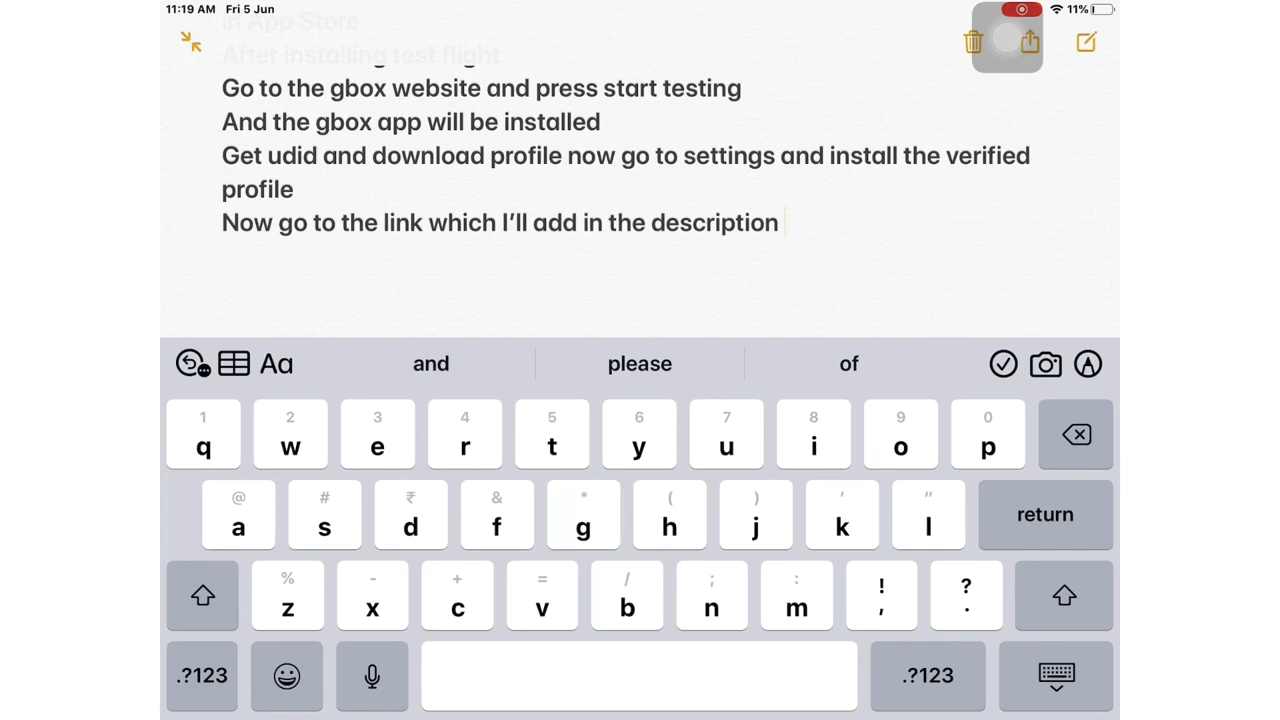 11:19 AM Fri 5 Jun 11%
in App Store
After installing test flight
Go to the gbox website and press start testing
And the gbox app will be installed
Get udid and download profile now go to settings and install the verified
profile
Now go to the link which I’ll add in the description
Aa and please of
1 2 3 4 5 6 7 8 9 0
q w e r t y u i o p
@ # ₹ & * ( ) ' "
a s d f g h j k l return
% - + = / ; : ! ?
z x c v b n m , .
.?123 .?123